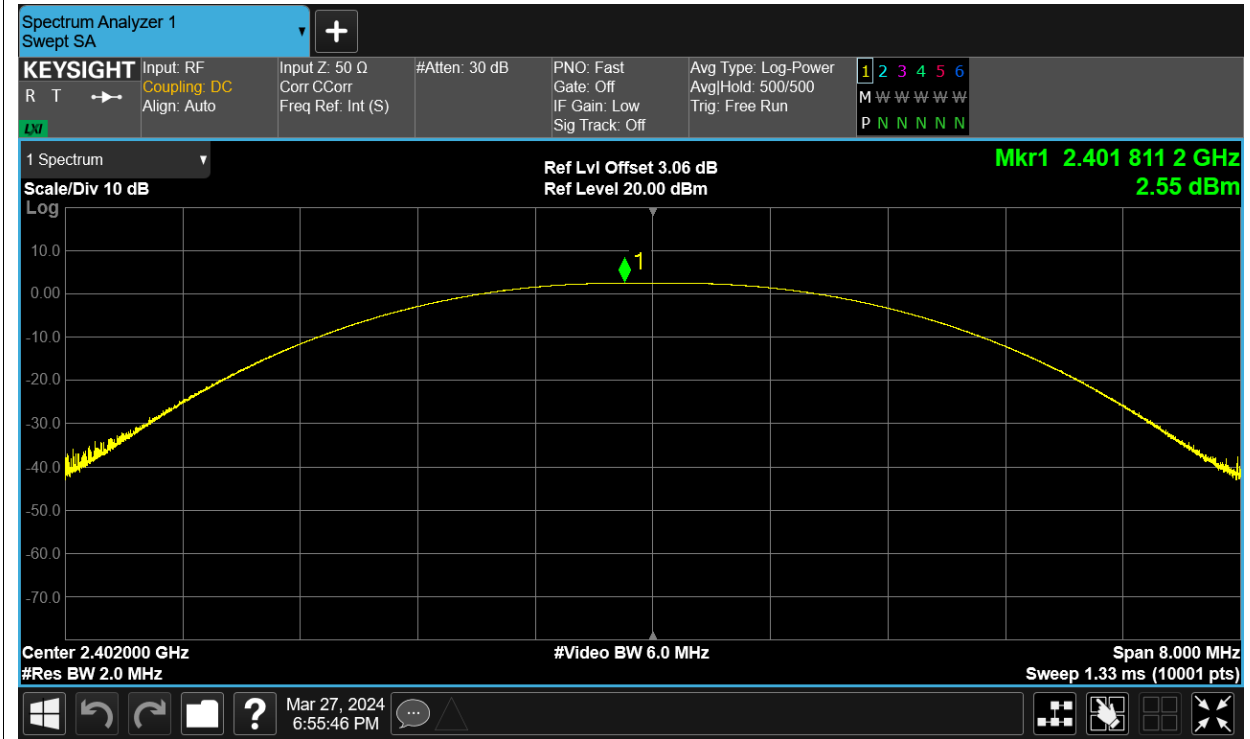 Spectrum Analyzer 1
Swept SA
+
KEYSIGHT
R T
LXI
Input: RF
Coupling: DC
Align: Auto
Input Z: 50 Ω
Corr CCorr
Freq Ref: Int (S)
#Atten: 30 dB
PNO: Fast
Gate: Off
IF Gain: Low
Sig Track: Off
Avg Type: Log-Power
Avg|Hold: 500/500
Trig: Free Run
1 2 3 4 5 6
M W W W W W
P N N N N N
1 Spectrum
Scale/Div 10 dB
Log
Ref Lvl Offset 3.06 dB
Ref Level 20.00 dBm
Mkr1 2.401 811 2 GHz
2.55 dBm
1
10.0
0.00
-10.0
-20.0
-30.0
-40.0
-50.0
-60.0
-70.0
Center 2.402000 GHz
#Video BW 6.0 MHz
Span 8.000 MHz
#Res BW 2.0 MHz
Sweep 1.33 ms (10001 pts)
?
Mar 27, 2024
6:55:46 PM